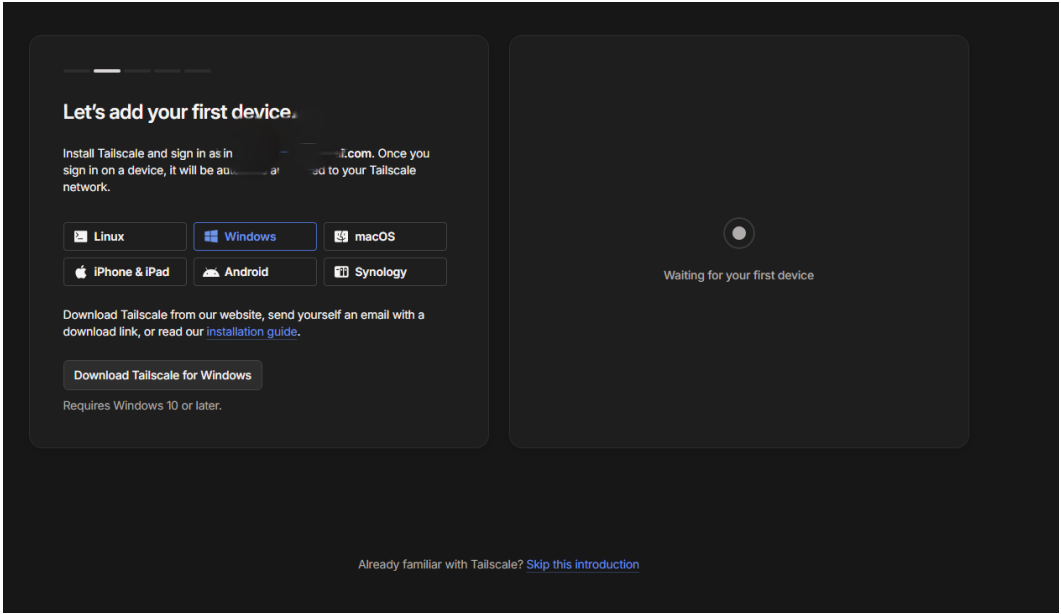 Let's add your first device.
Install Tailscale and sign in as in .com. Once you
sign in on a device, it will be to your Tailscale
network.
Linux
Windows
macOS
iPhone & iPad
Android
Synology
Download Tailscale from our website, send yourself an email with a
download link, or read our installation guide.
Download Tailscale for Windows
Requires Windows 10 or later.
Waiting for your first device
Already familiar with Tailscale? Skip this introduction